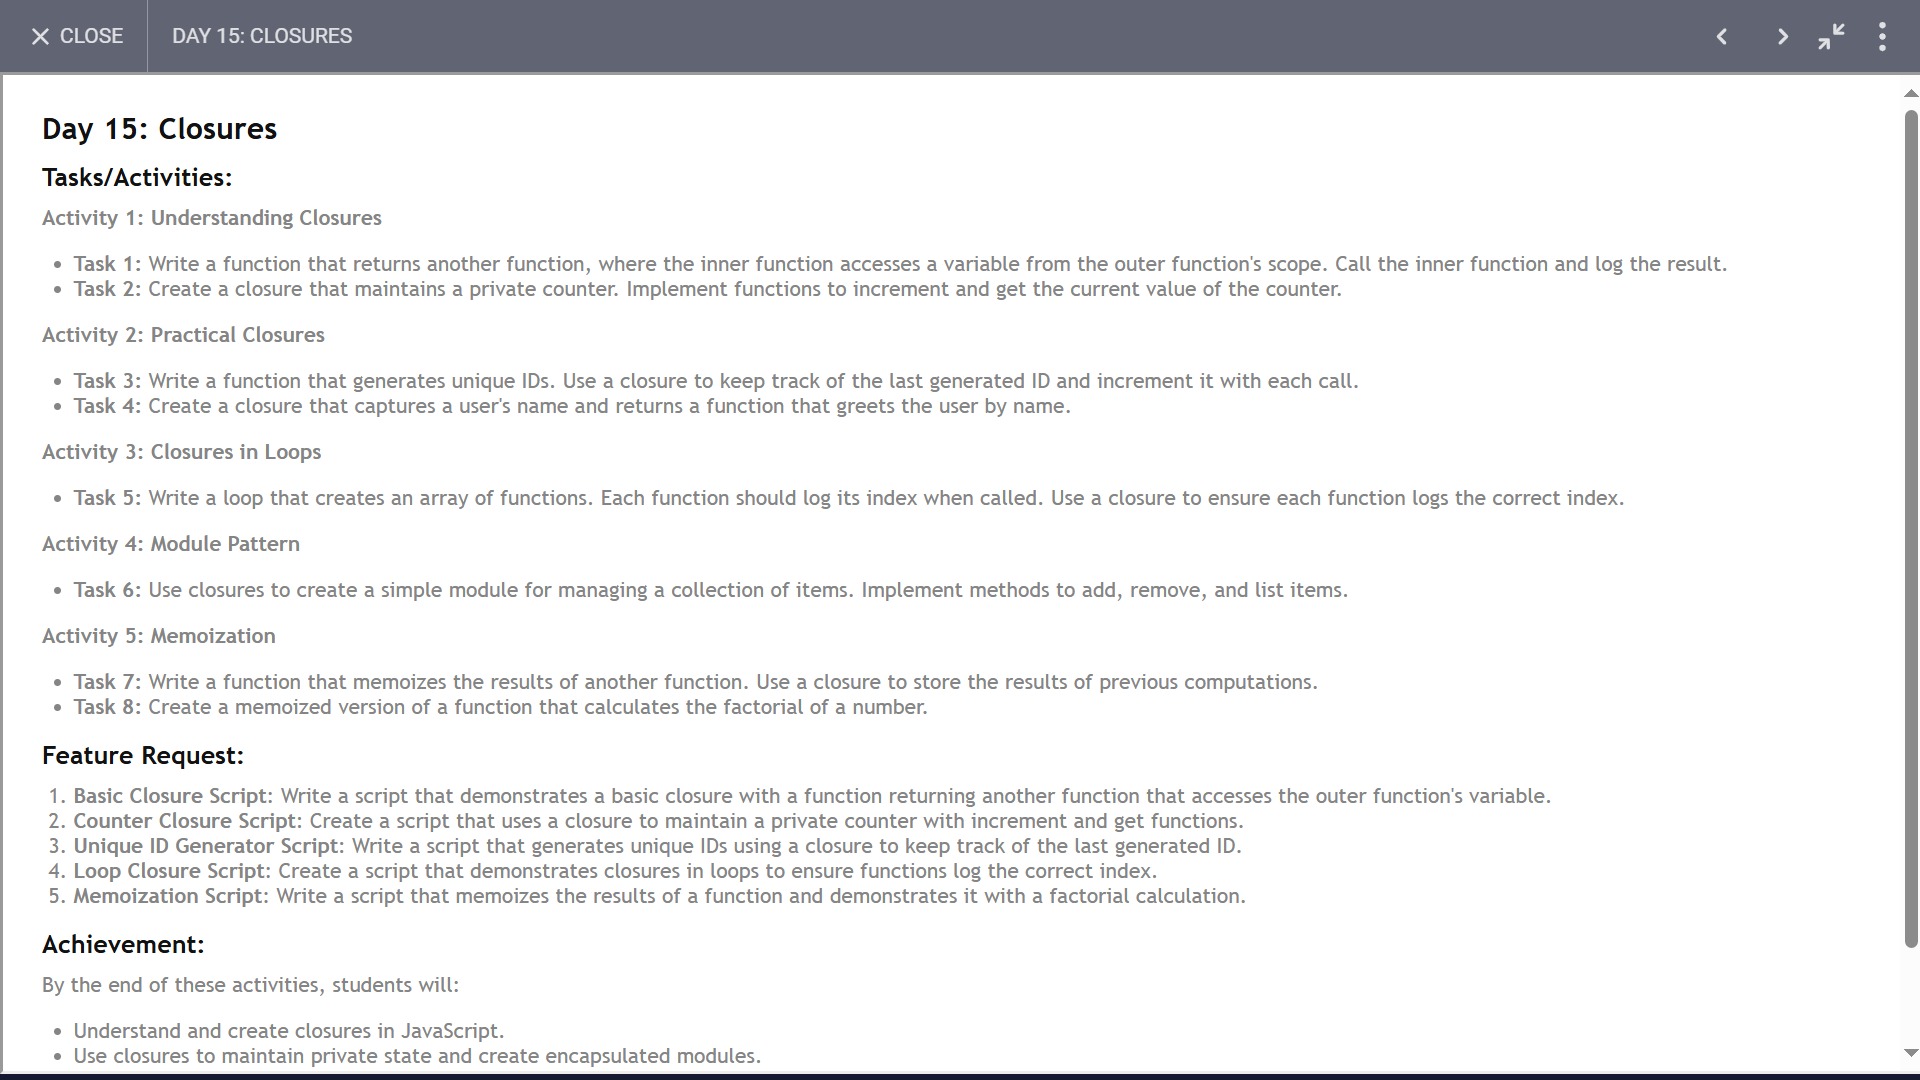 CLOSE
DAY 15: CLOSURES
Day 15: Closures
Tasks/Activities:
Activity 1: Understanding Closures
• Task 1: Write a function that returns another function, where the inner function accesses a variable from the outer function's scope. Call the inner function and log the result.
• Task 2: Create a closure that maintains a private counter. Implement functions to increment and get the current value of the counter.
Activity 2: Practical Closures
• Task 3: Write a function that generates unique IDs. Use a closure to keep track of the last generated ID and increment it with each call.
• Task 4: Create a closure that captures a user's name and returns a function that greets the user by name.
Activity 3: Closures in Loops
• Task 5: Write a loop that creates an array of functions. Each function should log its index when called. Use a closure to ensure each function logs the correct index.
Activity 4: Module Pattern
• Task 6: Use closures to create a simple module for managing a collection of items. Implement methods to add, remove, and list items.
Activity 5: Memoization
• Task 7: Write a function that memoizes the results of another function. Use a closure to store the results of previous computations.
• Task 8: Create a memoized version of a function that calculates the factorial of a number.
Feature Request:
1. Basic Closure Script: Write a script that demonstrates a basic closure with a function returning another function that accesses the outer function's variable.
2. Counter Closure Script: Create a script that uses a closure to maintain a private counter with increment and get functions.
3. Unique ID Generator Script: Write a script that generates unique IDs using a closure to keep track of the last generated ID.
4. Loop Closure Script: Create a script that demonstrates closures in loops to ensure functions log the correct index.
5. Memoization Script: Write a script that memoizes the results of a function and demonstrates it with a factorial calculation.
Achievement:
By the end of these activities, students will:
• Understand and create closures in JavaScript.
• Use closures to maintain private state and create encapsulated modules.